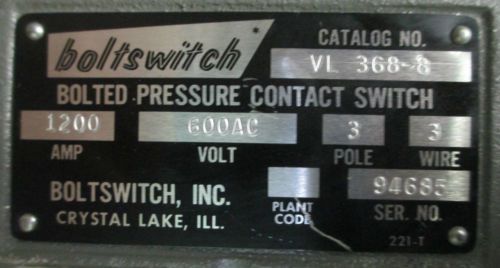 boltswitch CATALOG NO.
VL 368-8
BOLTED PRESSURE CONTACT SWITCH
1200 600AC 3 3
AMP VOLT POLE WIRE
BOLTSWITCH, INC. 94685
CRYSTAL LAKE, ILL. PLANT CODE SER. NO.
221-T